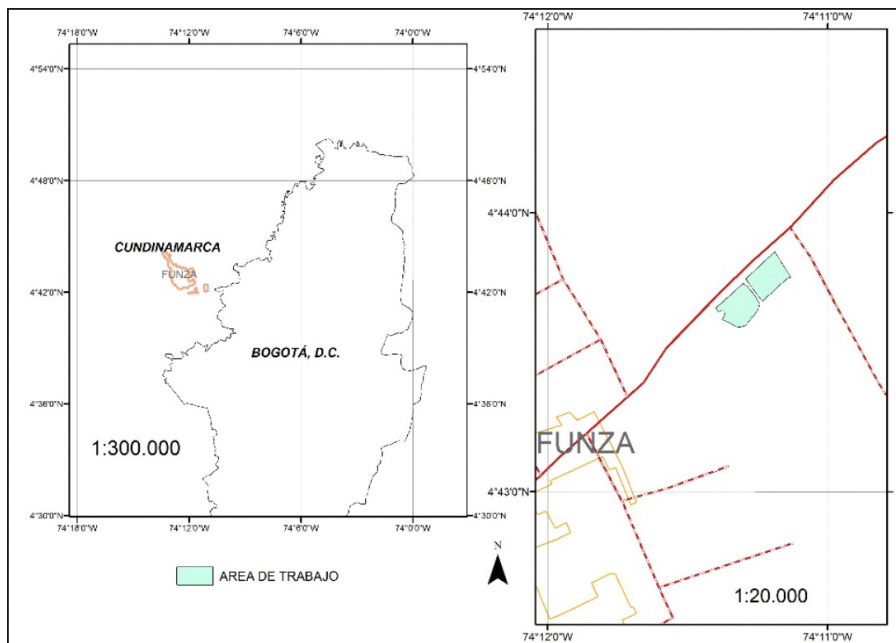 74°18'0"W 74°12'0"W 74°6'0"W 74°0'0"W
4°54'0"N 4°54'0"N
4°48'0"N 4°48'0"N
CUNDINAMARCA
FUNZA
4°42'0"N 4°42'0"N
BOGOTÁ, D.C.
4°36'0"N 4°36'0"N
1:300.000
4°30'0"N 4°30'0"N
74°18'0"W 74°12'0"W 74°6'0"W 74°0'0"W
AREA DE TRABAJO
N
74°12'0"W 74°11'0"W
4°44'0"N
FUNZA
4°43'0"N
1:20.000
74°12'0"W 74°11'0"W